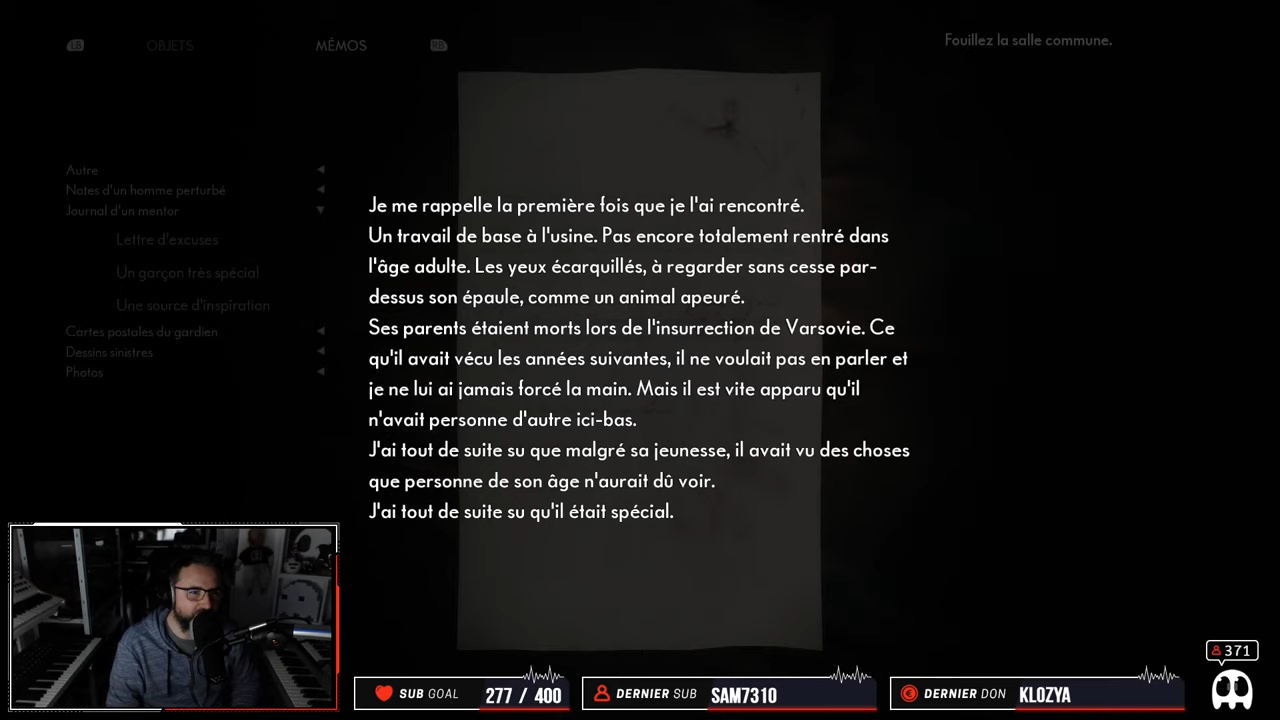 LB OBJETS MÉMOS RB
Fouillez la salle commune.
Autre
Notes d'un homme perturbé
Journal d'un mentor
Lettre d'excuses
Un garçon très spécial
Une source d'inspiration
Cartes postales du gardien
Dessins sinistres
Photos
Je me rappelle la première fois que je l'ai rencontré.
Un travail de base à l'usine. Pas encore totalement rentré dans
l'âge adulte. Les yeux écarquillés, à regarder sans cesse par-
dessus son épaule, comme un animal apeuré.
Ses parents étaient morts lors de l'insurrection de Varsovie. Ce
qu'il avait vécu les années suivantes, il ne voulait pas en parler et
je ne lui ai jamais forcé la main. Mais il est vite apparu qu'il
n'avait personne d'autre ici-bas.
J'ai tout de suite su que malgré sa jeunesse, il avait vu des choses
que personne de son âge n'aurait dû voir.
J'ai tout de suite su qu'il était spécial.
SUB GOAL 277 / 400
DERNIER SUB SAM7310
DERNIER DON KLOZYA
371